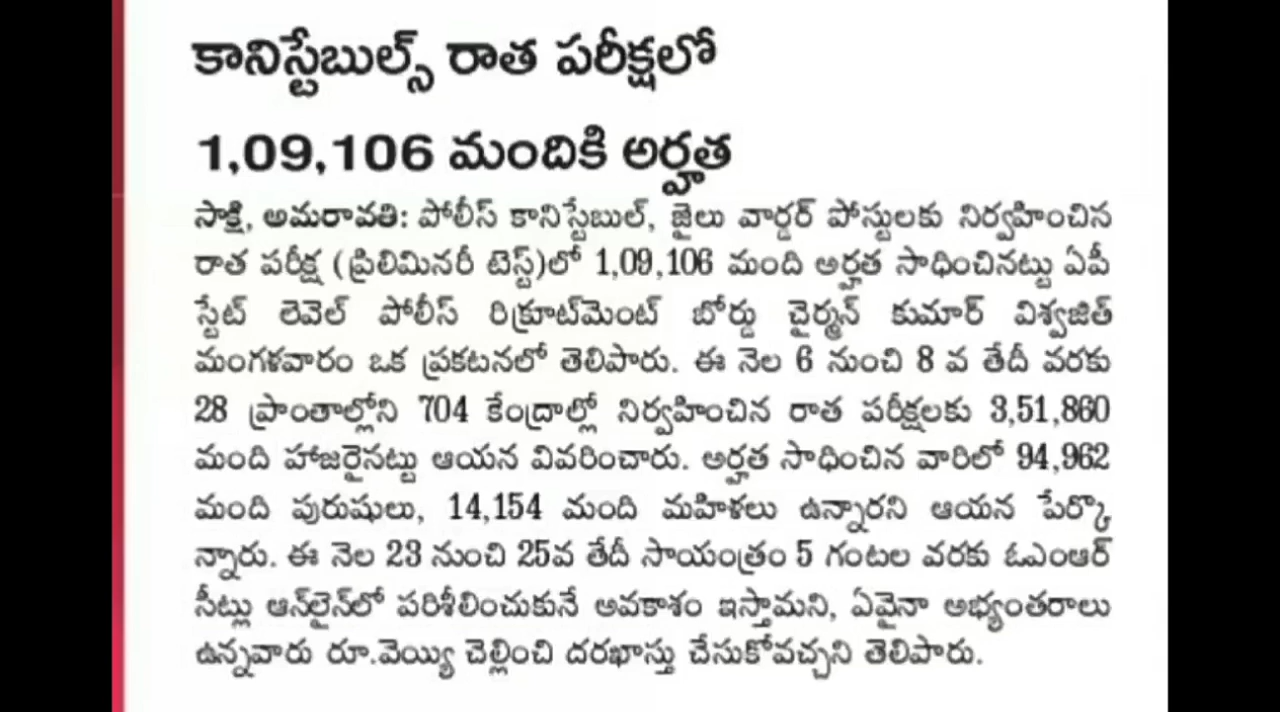 కానిస్టేబుల్స్ రాత పరీక్షలో
1,09,106 మందికి అర్హత
సాక్షి, అమరావతి: పోలీస్ కానిస్టేబుల్, జైలు వార్డర్ పోస్టులకు నిర్వహించిన
రాత పరీక్ష (ప్రిలిమినరీ టెస్ట్)లో 1,09,106 మంది అర్హత సాధించినట్టు ఏపీ
స్టేట్ లెవెల్ పోలీస్ రిక్రూట్‌మెంట్ బోర్డు చైర్మన్ కుమార్ విశ్వజిత్
మంగళవారం ఒక ప్రకటనలో తెలిపారు. ఈ నెల 6 నుంచి 8 వ తేదీ వరకు
28 ప్రాంతాల్లోని 704 కేంద్రాల్లో నిర్వహించిన రాత పరీక్షలకు 3,51,860
మంది హాజరైనట్టు ఆయన వివరించారు. అర్హత సాధించిన వారిలో 94,962
మంది పురుషులు, 14,154 మంది మహిళలు ఉన్నారని ఆయన పేర్కొ
న్నారు. ఈ నెల 23 నుంచి 25వ తేదీ సాయంత్రం 5 గంటల వరకు ఓఎంఆర్
సీట్లు ఆన్‌లైన్‌లో పరిశీలించుకునే అవకాశం ఇస్తామని, ఏవైనా అభ్యంతరాలు
ఉన్నవారు రూ.వెయ్యి చెల్లించి దరఖాస్తు చేసుకోవచ్చని తెలిపారు.